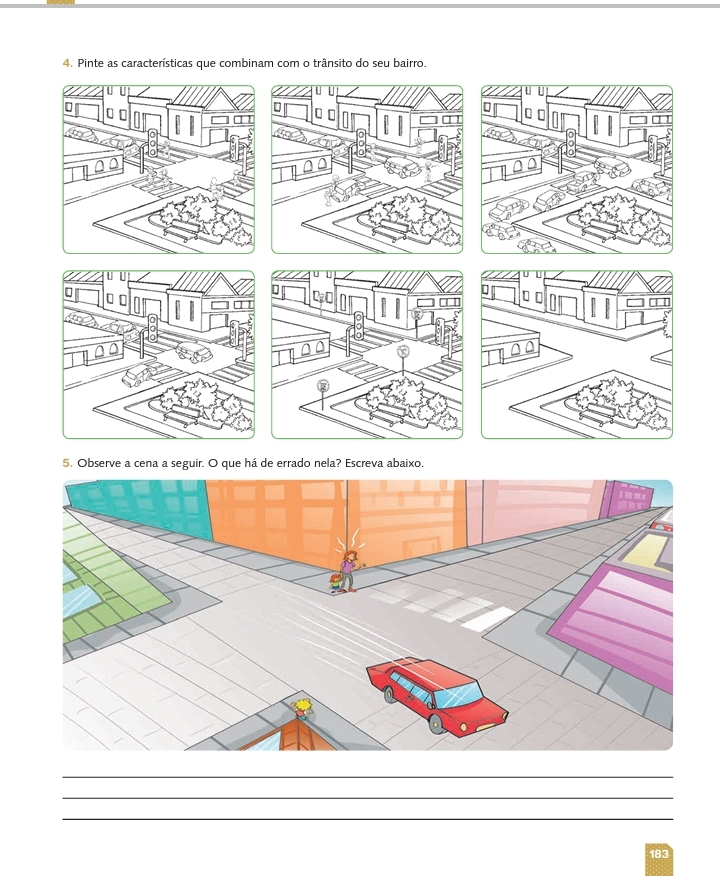 4. Pinte as características que combinam com o trânsito do seu bairro.
5. Observe a cena a seguir. O que há de errado nela? Escreva abaixo.
183